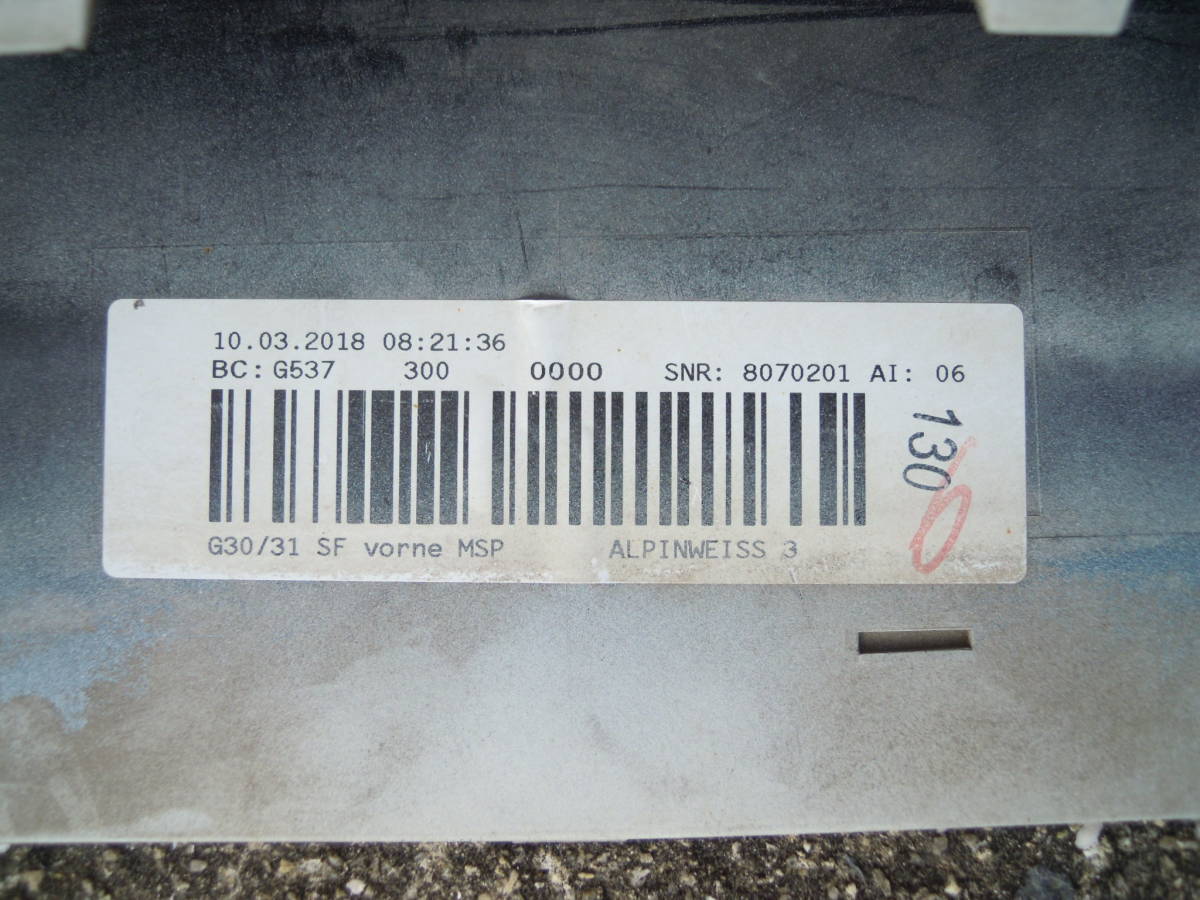 10.03.2018 08:21:36
BC: G537 300 0000 SNR: 8070201 AI: 06
130
G30/31 SF vorne MSP ALPINWEISS 3